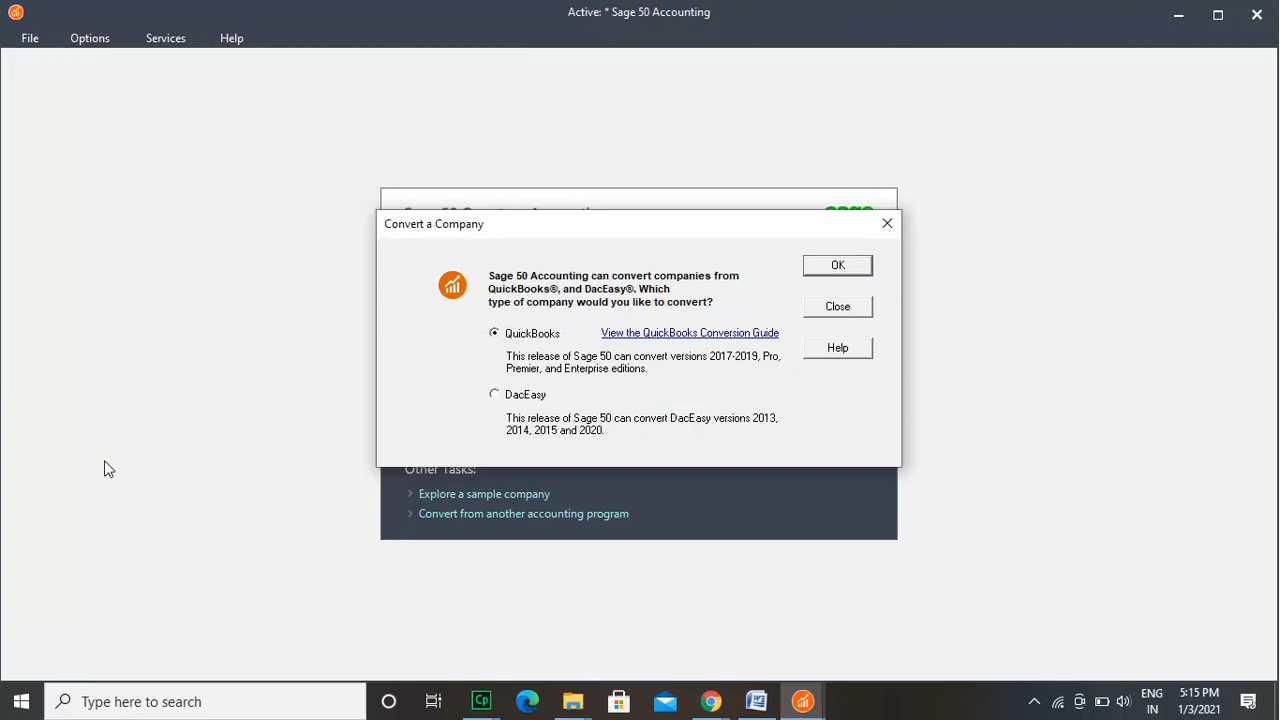 Active: * Sage 50 Accounting
File Options Services Help
Convert a Company
Sage 50 Accounting can convert companies from
QuickBooks®, and DacEasy®. Which
type of company would you like to convert?
OK
Close
Help
QuickBooks View the QuickBooks Conversion Guide
This release of Sage 50 can convert versions 2017-2019, Pro,
Premier, and Enterprise editions.
DacEasy
This release of Sage 50 can convert DacEasy versions 2013,
2014, 2015 and 2020.
Other Tasks:
Explore a sample company
Convert from another accounting program
Type here to search
Cp
ENG
IN
5:15 PM
1/3/2021